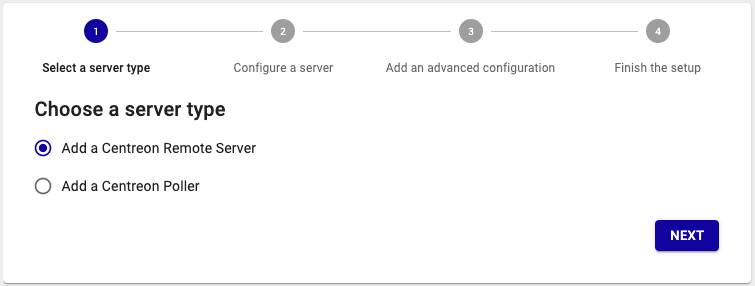 1 2 3 4
Select a server type Configure a server Add an advanced configuration Finish the setup
Choose a server type
Add a Centreon Remote Server
Add a Centreon Poller
NEXT